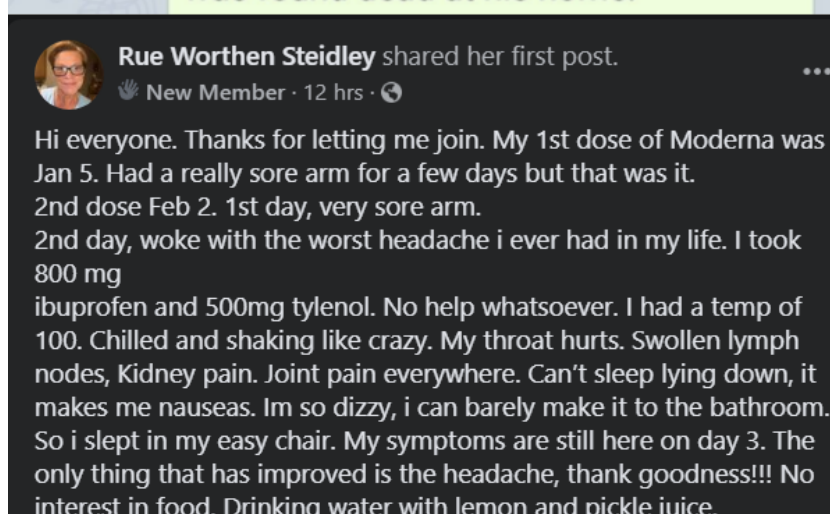 Rue Worthen Steidley shared her first post.
New Member · 12 hrs ·
Hi everyone. Thanks for letting me join. My 1st dose of Moderna was
Jan 5. Had a really sore arm for a few days but that was it.
2nd dose Feb 2. 1st day, very sore arm.
2nd day, woke with the worst headache i ever had in my life. I took
800 mg
ibuprofen and 500mg tylenol. No help whatsoever. I had a temp of
100. Chilled and shaking like crazy. My throat hurts. Swollen lymph
nodes, Kidney pain. Joint pain everywhere. Can't sleep lying down, it
makes me nauseas. Im so dizzy, i can barely make it to the bathroom.
So i slept in my easy chair. My symptoms are still here on day 3. The
only thing that has improved is the headache, thank goodness!!! No
interest in food. Drinking water with lemon and pickle juice.